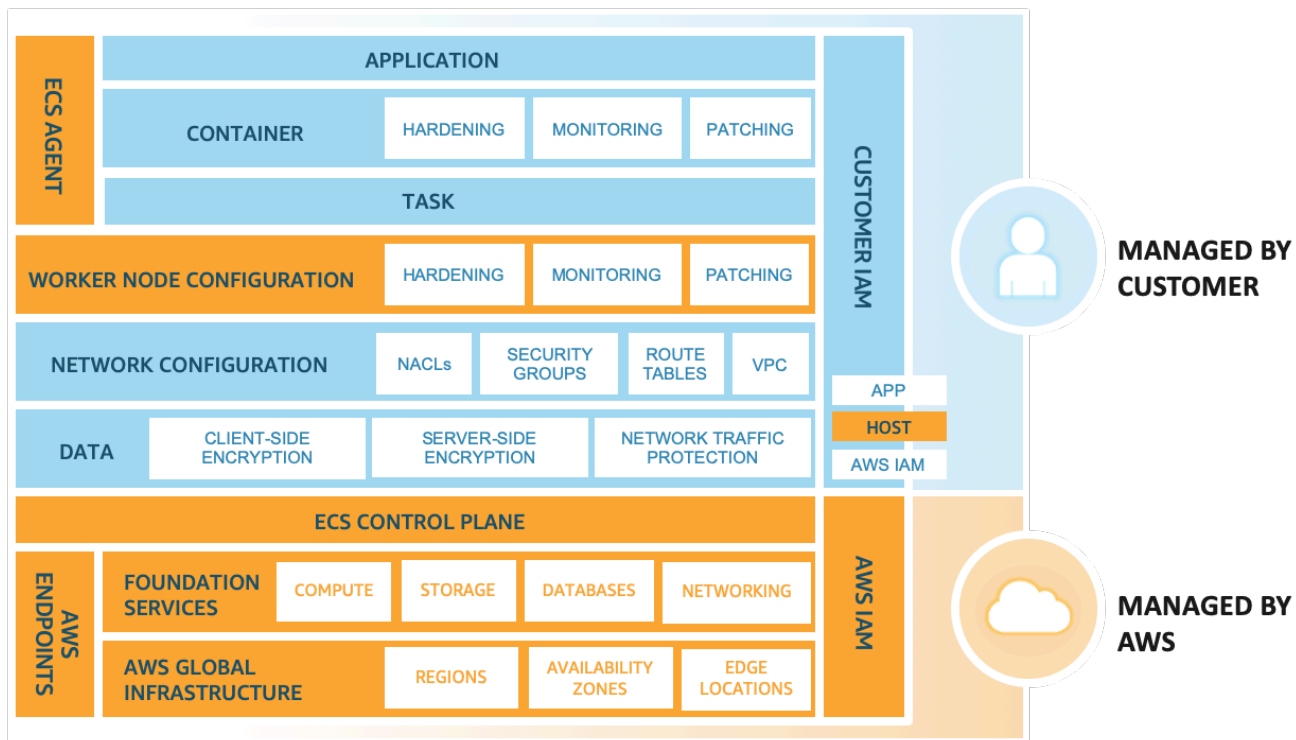 ECS AGENT
APPLICATION
CONTAINER
HARDENING
MONITORING
PATCHING
TASK
WORKER NODE CONFIGURATION
HARDENING
MONITORING
PATCHING
NETWORK CONFIGURATION
NACLs
SECURITY
GROUPS
ROUTE
TABLES
VPC
DATA
CLIENT-SIDE
ENCRYPTION
SERVER-SIDE
ENCRYPTION
NETWORK TRAFFIC
PROTECTION
CUSTOMER IAM
APP
HOST
AWS IAM
MANAGED BY
CUSTOMER
ECS CONTROL PLANE
AWS
ENDPOINTS
FOUNDATION
SERVICES
COMPUTE
STORAGE
DATABASES
NETWORKING
AWS GLOBAL
INFRASTRUCTURE
REGIONS
AVAILABILITY
ZONES
EDGE
LOCATIONS
AWS IAM
MANAGED BY
AWS